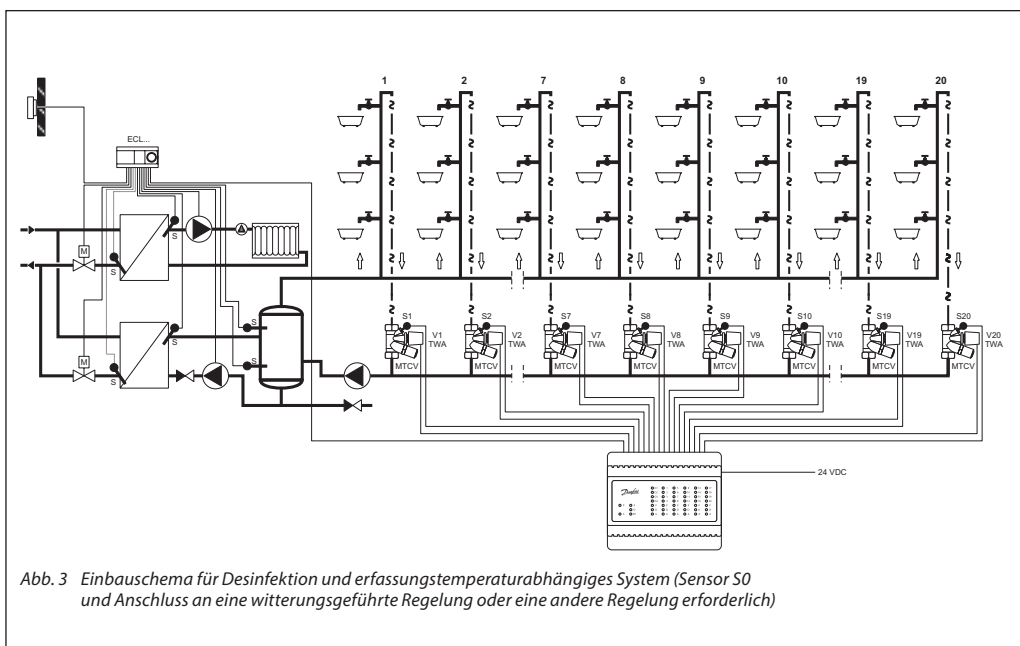 1 2 7 8 9 10 19 20
ECL...
M
S
S
M
S
S
S
S
S1 S2 S7 S8 S9 S10 S19 S20
V1 V2 V7 V8 V9 V10 V19 V20
TWA TWA TWA TWA TWA TWA TWA TWA
MTCV MTCV MTCV MTCV MTCV MTCV MTCV MTCV
24 VDC
Danfoss
Abb. 3 Einbauschema für Desinfektion und erfassungstemperaturabhängiges System (Sensor S0
und Anschluss an eine witterungsgeführte Regelung oder eine andere Regelung erforderlich)